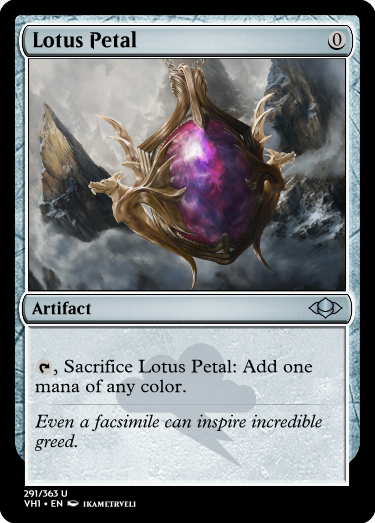 Lotus Petal 0
Artifact
, Sacrifice Lotus Petal: Add one
mana of any color.
Even a facsimile can inspire incredible
greed.
291/363 U
VH1 • EN IKAMETRVELI